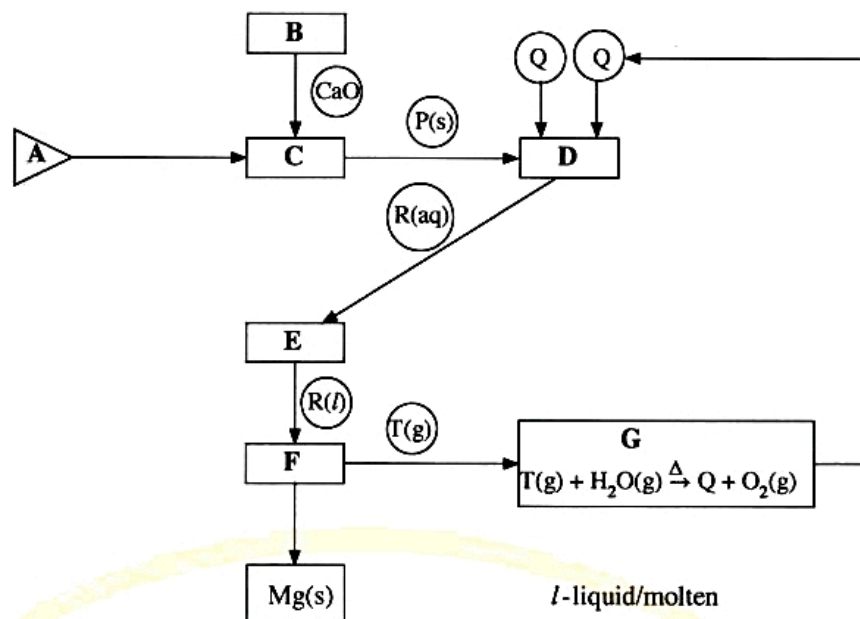 B
Q
Q
CaO
P(s)
A
C
D
R(aq)
E
R(l)
T(g)
G
F
T(g) + H₂O(g) →Δ Q + O₂(g)
Mg(s)
l-liquid/molten